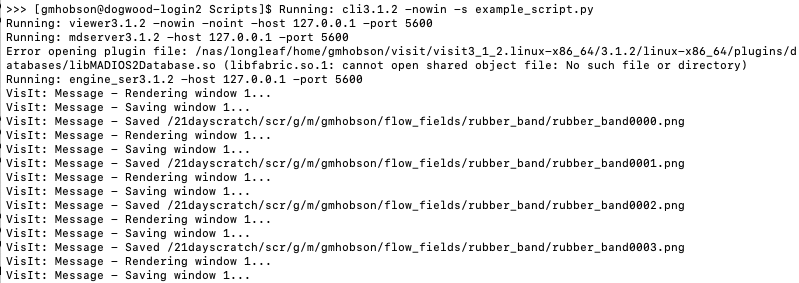 >>> [gmhobson@dogwood-login2 Scripts]$ Running: cli3.1.2 -nowin -s example_script.py
Running: viewer3.1.2 -nowin -noint -host 127.0.0.1 -port 5600
Running: mdserver3.1.2 -host 127.0.0.1 -port 5600
Error opening plugin file: /nas/longleaf/home/gmhobson/visit/visit3_1_2.linux-x86_64/3.1.2/linux-x86_64/plugins/d
atabases/libMADIOS2Database.so (libfabric.so.1: cannot open shared object file: No such file or directory)
Running: engine_ser3.1.2 -host 127.0.0.1 -port 5600
VisIt: Message - Rendering window 1...
VisIt: Message - Saving window 1...
VisIt: Message - Saved /21dayscratch/scr/g/m/gmhobson/flow_fields/rubber_band/rubber_band0000.png
VisIt: Message - Rendering window 1...
VisIt: Message - Saving window 1...
VisIt: Message - Saved /21dayscratch/scr/g/m/gmhobson/flow_fields/rubber_band/rubber_band0001.png
VisIt: Message - Rendering window 1...
VisIt: Message - Saving window 1...
VisIt: Message - Saved /21dayscratch/scr/g/m/gmhobson/flow_fields/rubber_band/rubber_band0002.png
VisIt: Message - Rendering window 1...
VisIt: Message - Saving window 1...
VisIt: Message - Saved /21dayscratch/scr/g/m/gmhobson/flow_fields/rubber_band/rubber_band0003.png
VisIt: Message - Rendering window 1...
VisIt: Message - Saving window 1...